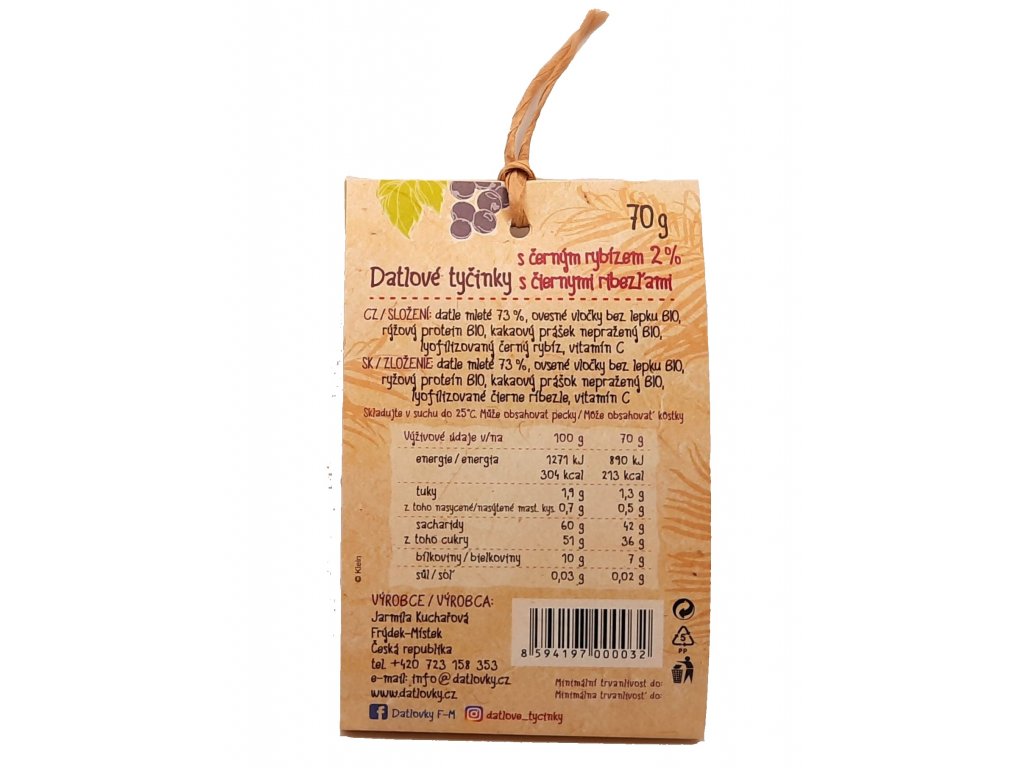 70 g
s černým rybízem 2%
Datlové tyčinky s čiernymi ríbezľami
CZ / SLOŽENÍ: datle mleté 73 %, ovesné vločky bez lepku BIO,
rýžový protein BIO, kakaový prášek nepražený BIO,
lyofilizovaný černý rybíz, vitamín C
SK / ZLOŽENIE: datle mleté 73 %, ovsené vločky bez lepku BIO,
ryžový proteín BIO, kakaový prášok nepražený BIO,
lyofilizované čierne ríbezle, vitamín C
Skladujte v suchu do 25°C. Může obsahovat pecky / Môže obsahovať kôstky
Výživové údaje v/na 100 g 70 g
energie / energia 1271 kJ 890 kJ
304 kcal 213 kcal
tuky 1,9 g 1,3 g
z toho nasycené/nasýtené mast. kys. 0,7 g 0,5 g
sacharidy 60 g 42 g
z toho cukry 51 g 36 g
bílkoviny / bielkoviny 10 g 7 g
sůl / soľ 0,03 g 0,02 g
© Klein
VÝROBCE / VÝROBCA:
Jarmila Kuchařová
Frýdek-Místek
Česká republika
tel. +420 723 158 353
e-mail: info@datlovky.cz
www.datlovky.cz
8 594197 000032
5
PP
Minimální trvanlivost do:
Minimálna trvanlivosť do:
Datlovky F-M datlove_tycinky